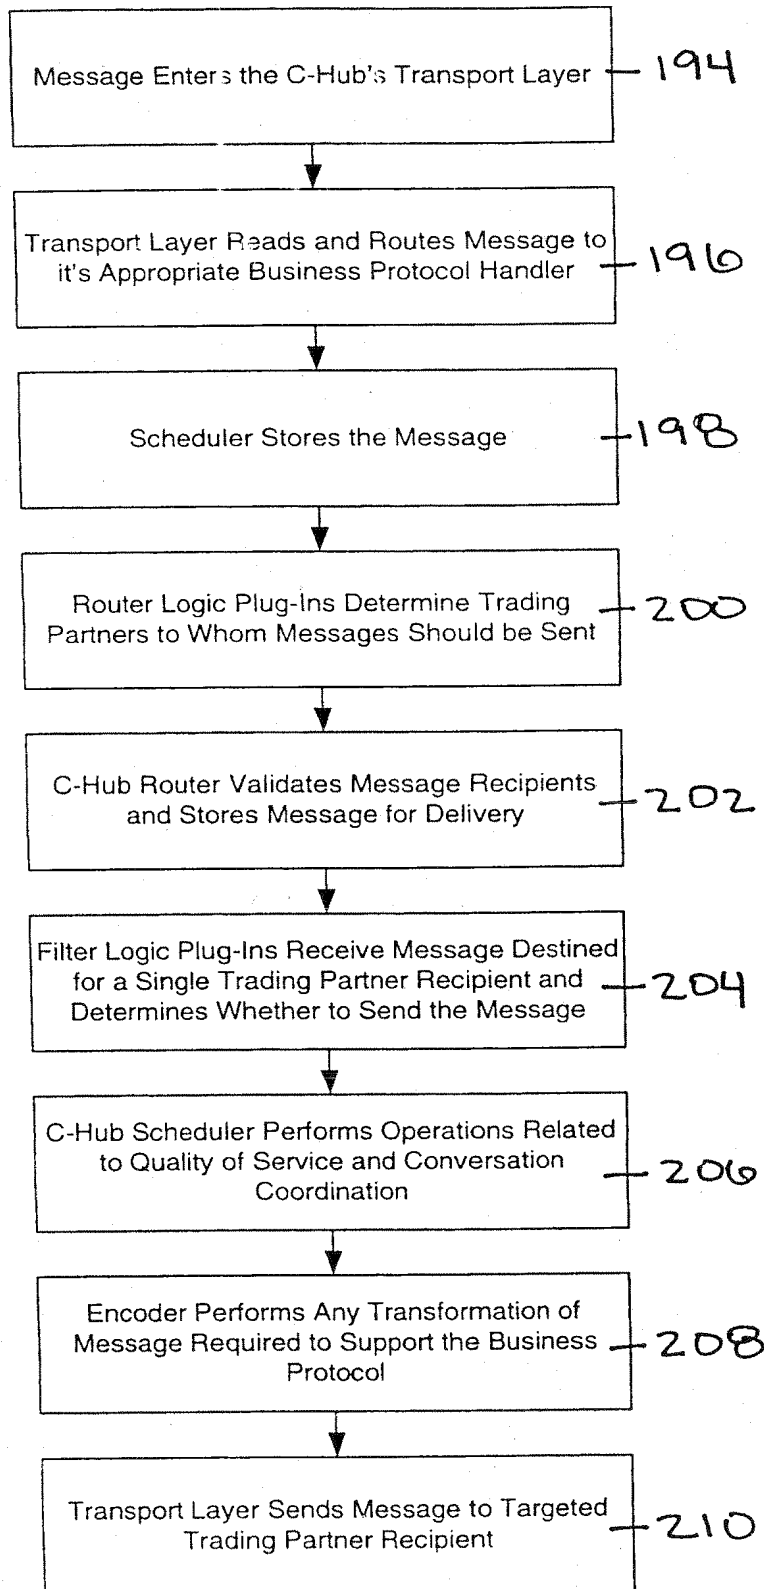 Message Enters the C-Hub's Transport Layer
194
Transport Layer Reads and Routes Message to
it's Appropriate Business Protocol Handler
196
Scheduler Stores the Message
198
Router Logic Plug-Ins Determine Trading
Partners to Whom Messages Should be Sent
200
C-Hub Router Validates Message Recipients
and Stores Message for Delivery
202
Filter Logic Plug-Ins Receive Message Destined
for a Single Trading Partner Recipient and
Determines Whether to Send the Message
204
C-Hub Scheduler Performs Operations Related
to Quality of Service and Conversation
Coordination
206
Encoder Performs Any Transformation of
Message Required to Support the Business
Protocol
208
Transport Layer Sends Message to Targeted
Trading Partner Recipient
210